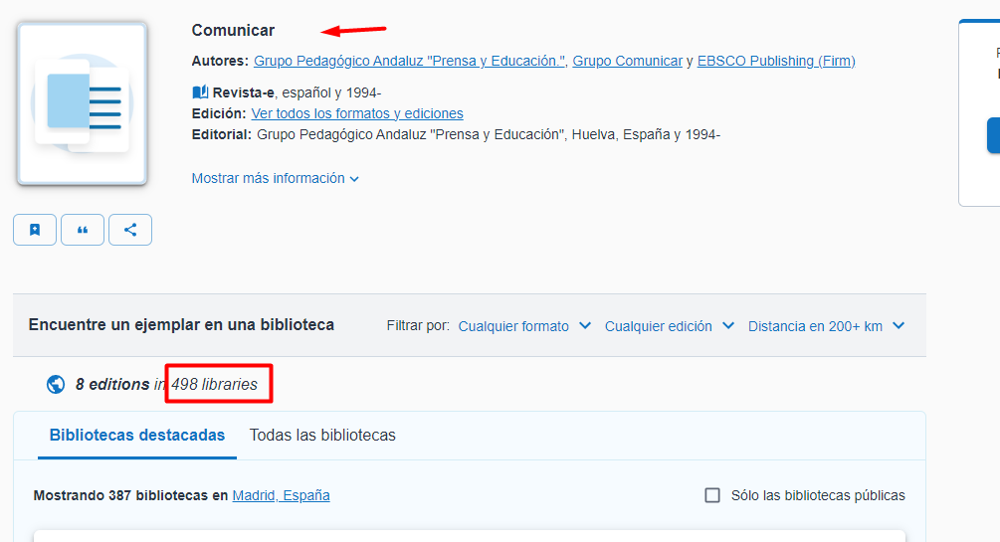 Comunicar
Autores: Grupo Pedagógico Andaluz "Prensa y Educación.", Grupo Comunicar y EBSCO Publishing (Firm)
Revista-e, español y 1994-
Edición: Ver todos los formatos y ediciones
Editorial: Grupo Pedagógico Andaluz "Prensa y Educación", Huelva, España y 1994-
Mostrar más información
Encuentre un ejemplar en una biblioteca
Filtrar por: Cualquier formato Cualquier edición Distancia en 200+ km
8 editions in 498 libraries
Bibliotecas destacadas Todas las bibliotecas
Mostrando 387 bibliotecas en Madrid, España Sólo las bibliotecas públicas